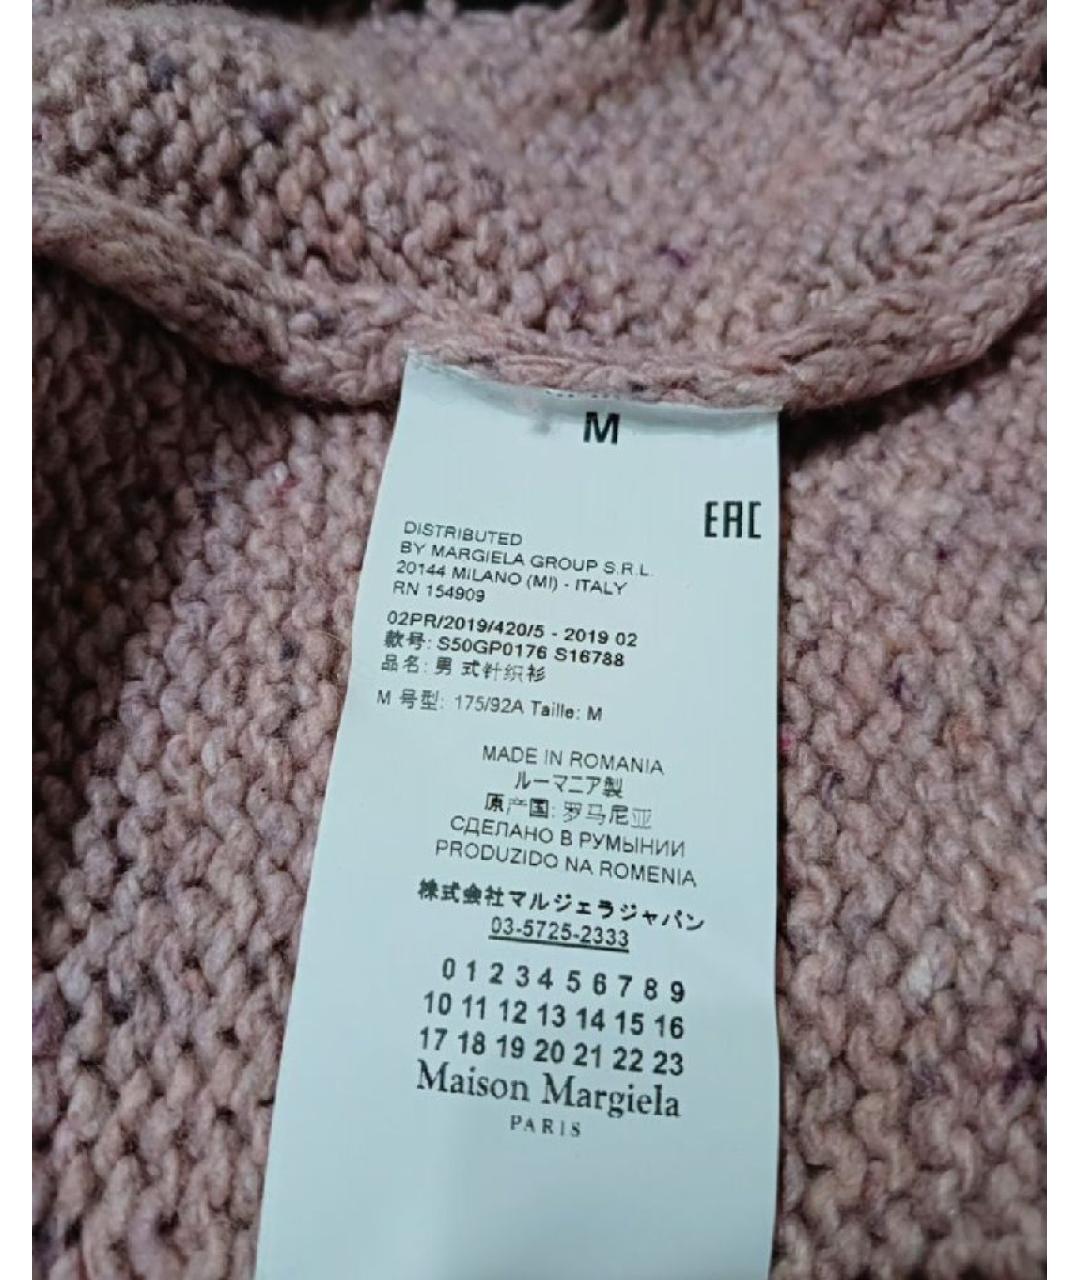 M
EAC
DISTRIBUTED
BY MARGIELA GROUP S.R.L.
20144 MILANO (MI) - ITALY
RN 154909
02PR/2019/420/5 - 2019 02
款号: S50GP0176 S16788
品名: 男 式针织衫
M 号型: 175/92A Taille: M
MADE IN ROMANIA
ルーマニア製
原产国: 罗马尼亚
СДЕЛАНО В РУМЫНИИ
PRODUZIDO NA ROMENIA
株式会社マルジェラジャパン
03-5725-2333
0 1 2 3 4 5 6 7 8 9
10 11 12 13 14 15 16
17 18 19 20 21 22 23
Maison Margiela
PARIS